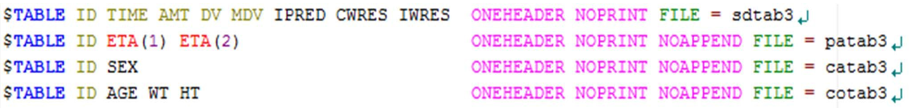 $TABLE ID TIME AMT DV MDV IPRED CWRES IWRES ONEHEADER NOPRINT FILE = sdtab3
$TABLE ID ETA(1) ETA(2) ONEHEADER NOPRINT NOAPPEND FILE = patab3
$TABLE ID SEX ONEHEADER NOPRINT NOAPPEND FILE = catab3
$TABLE ID AGE WT HT ONEHEADER NOPRINT NOAPPEND FILE = cotab3